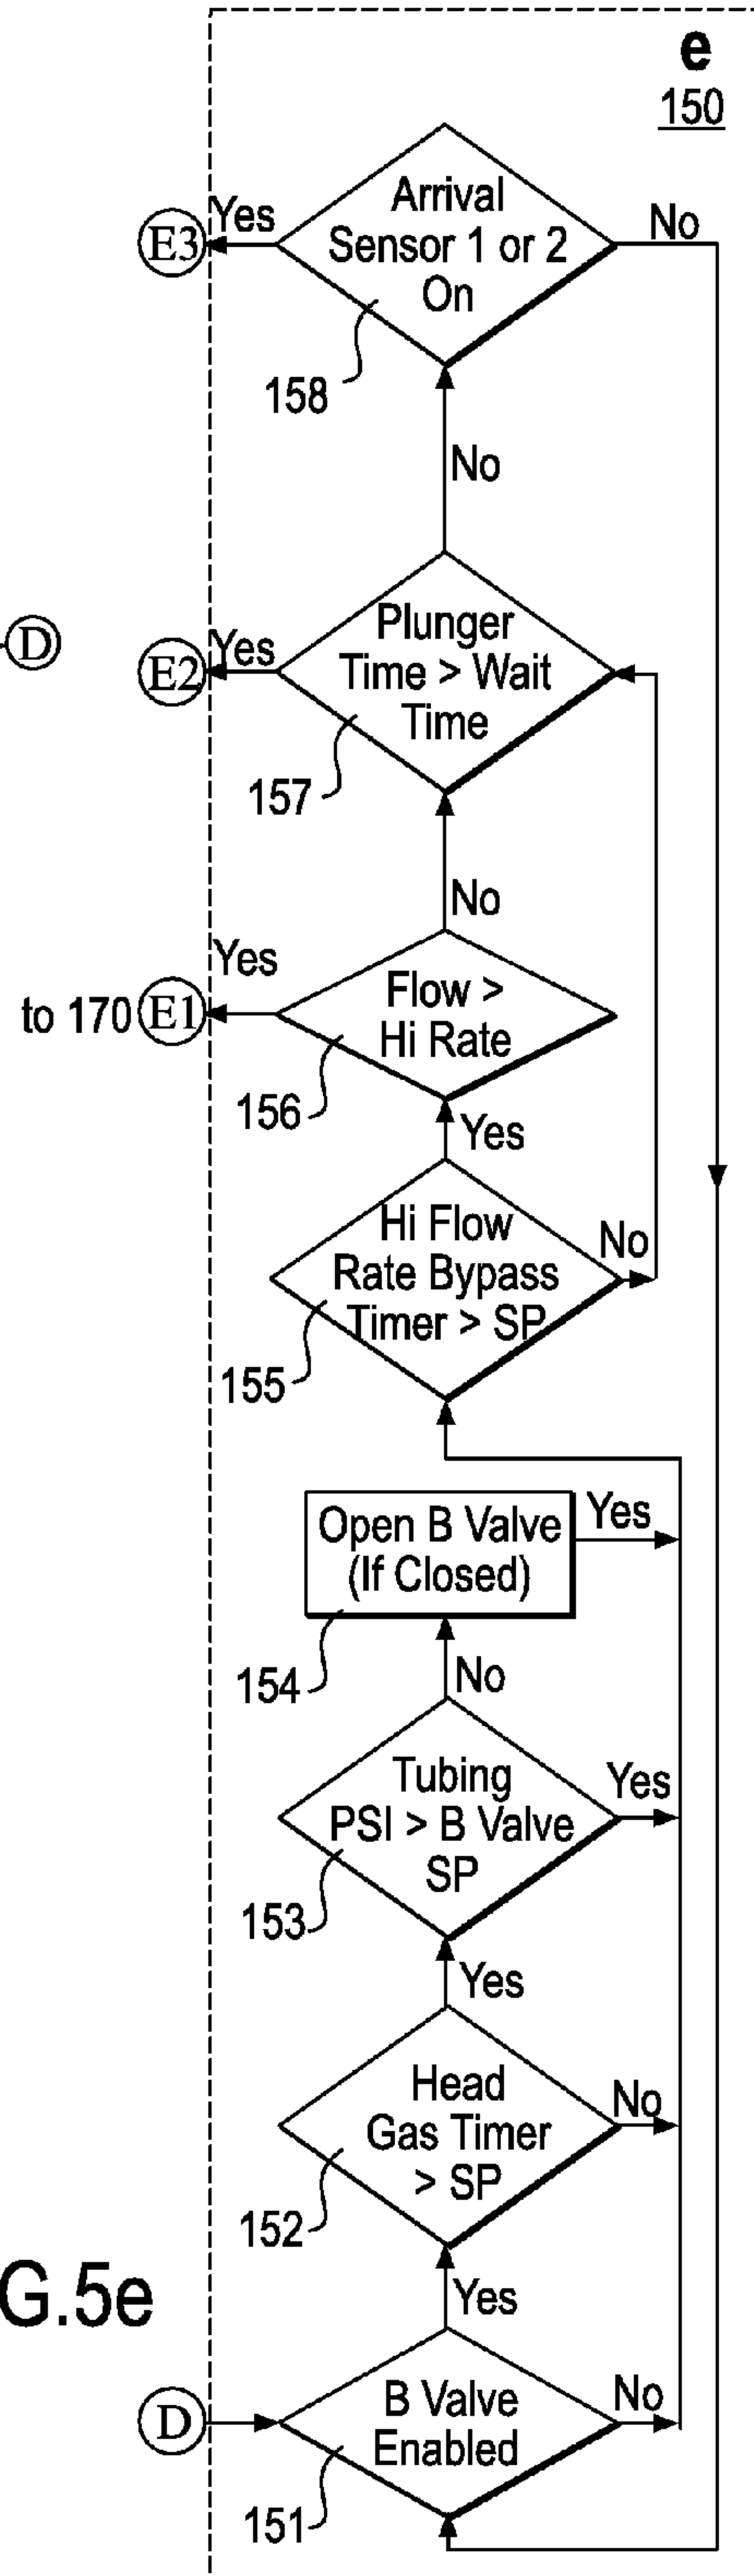 e
150
Arrival
Sensor 1 or 2
On
Yes
No
E3
158
No
Plunger
Time > Wait
Time
Yes
D
E2
157
No
Yes
Flow >
Hi Rate
to 170
E1
156
Yes
Hi Flow
Rate Bypass
Timer > SP
No
155
Open B Valve
(If Closed)
Yes
154
No
Tubing
PSI > B Valve
SP
Yes
153
Yes
Head
Gas Timer
> SP
No
152
G.5e
Yes
B Valve
Enabled
No
D
151